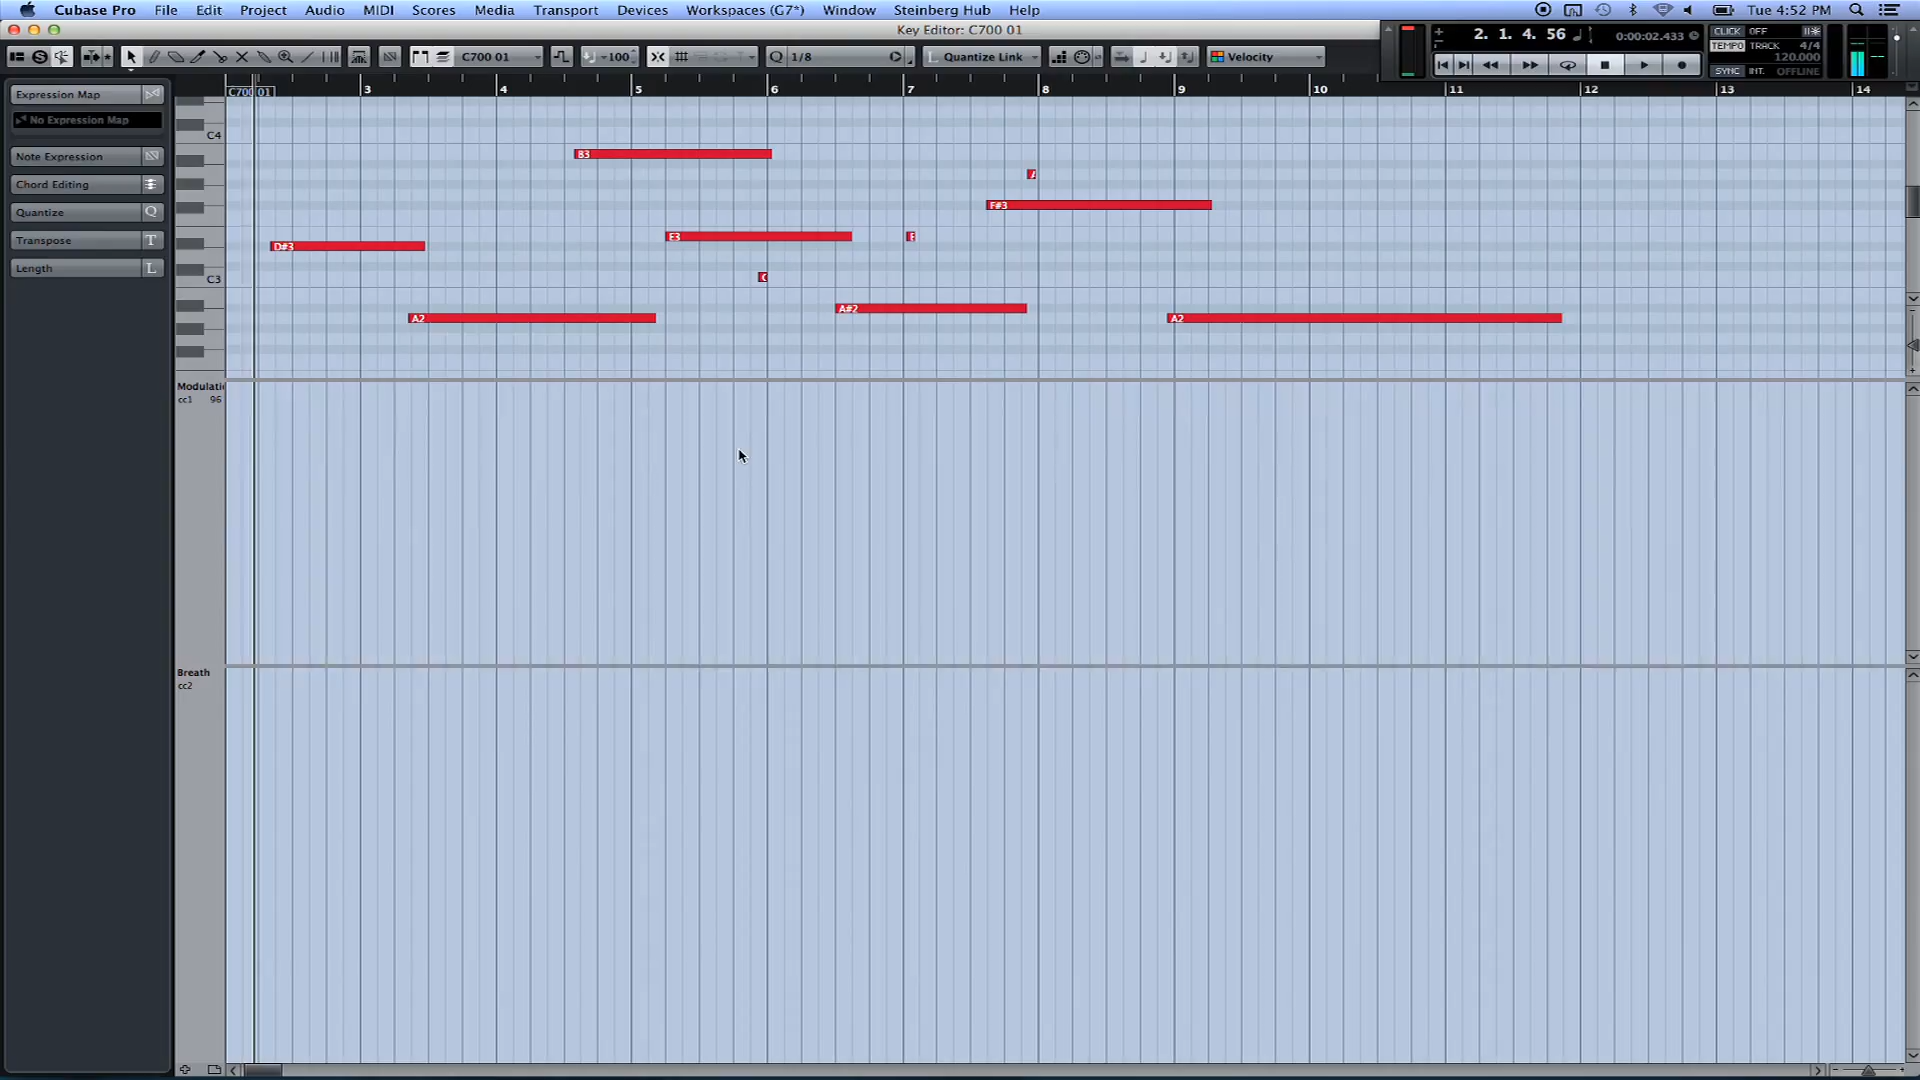 Cubase Pro File Edit Project Audio MIDI Scores Media Transport Devices Workspaces (G7*) Window Steinberg Hub Help Tue 4:52 PM
Key Editor: C700 01
2. 1. 4. 56 0:00:02.433 CLICK OFF
TEMPO TRACK 4/4
120.000
SYNC INT. OFFLINE
C700 01 100 Q 1/8 Quantize Link Velocity
C700 01 3 4 5 6 7 8 9 10 11 12 13 14
Expression Map
No Expression Map
Note Expression
Chord Editing
Quantize Q
Transpose T
Length L
C4
B3
F#3
E3
D#3
C3
A#2
A2 A2
Modulati
cc1 96
Breath
cc2